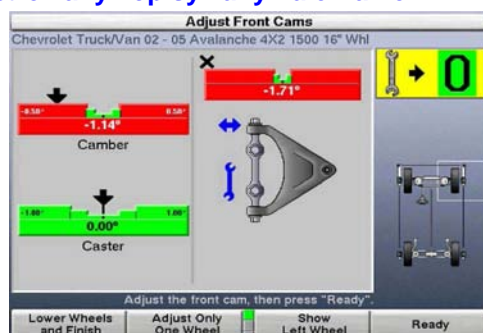 Adjust Front Cams
Chevrolet Truck/Van 02 - 05 Avalanche 4X2 1500 16" Whl
-0.50°
0.50°
-1.14°
Camber
-1.00°
1.00°
0.00°
Caster
-1.71°
0
Adjust the front cam, then press "Ready".
Lower Wheels
and Finish
Adjust Only
One Wheel
Show
Left Wheel
Ready